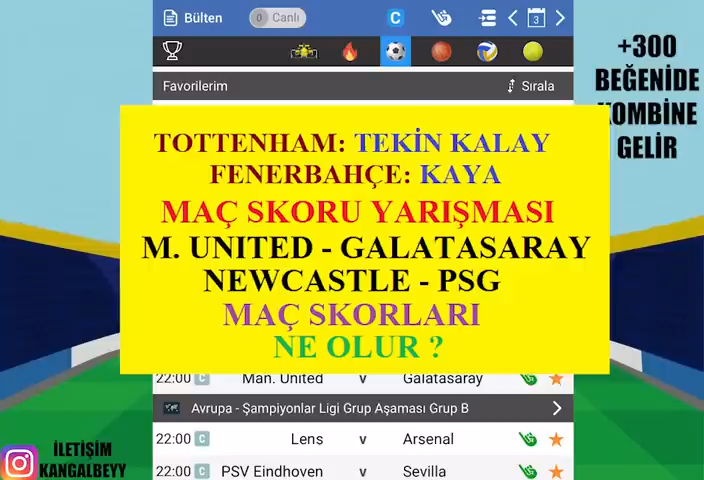 Bülten
0 Canlı
C
3
+300
BEĞENİDE
KOMBİNE
GELİR
Favorilerim
Sırala
TOTTENHAM: TEKİN KALAY
FENERBAHÇE: KAYA
MAÇ SKORU YARIŞMASI
M. UNITED - GALATASARAY
NEWCASTLE - PSG
MAÇ SKORLARI
NE OLUR ?
22:00 C Man. United v Galatasaray
Avrupa - Şampiyonlar Ligi Grup Aşaması Grup B
22:00 C Lens v Arsenal
22:00 C PSV Eindhoven v Sevilla
İLETİŞİM
KANGALBEYY